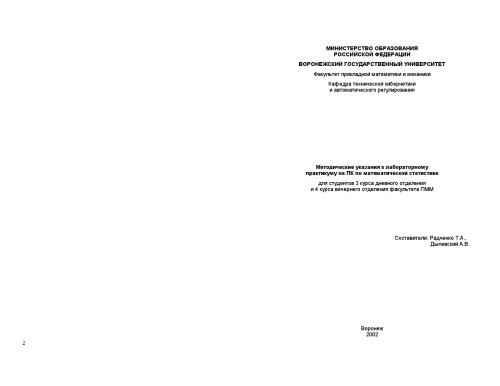 МИНИСТЕРСТВО ОБРАЗОВАНИЯ
РОССИЙСКОЙ ФЕДЕРАЦИИ
ВОРОНЕЖСКИЙ ГОСУДАРСТВЕННЫЙ УНИВЕРСИТЕТ
Факультет прикладной математики и механики
Кафедра технической кибернетики
и автоматического регулирования
Методические указания к лабораторному
практикуму на ПК по математической статистике
для студентов 3 курса дневного отделения
и 4 курса вечернего отделения факультета ПММ
Составители: Радченко Т.А.,
Дылевский А.В.
Воронеж
2002
2